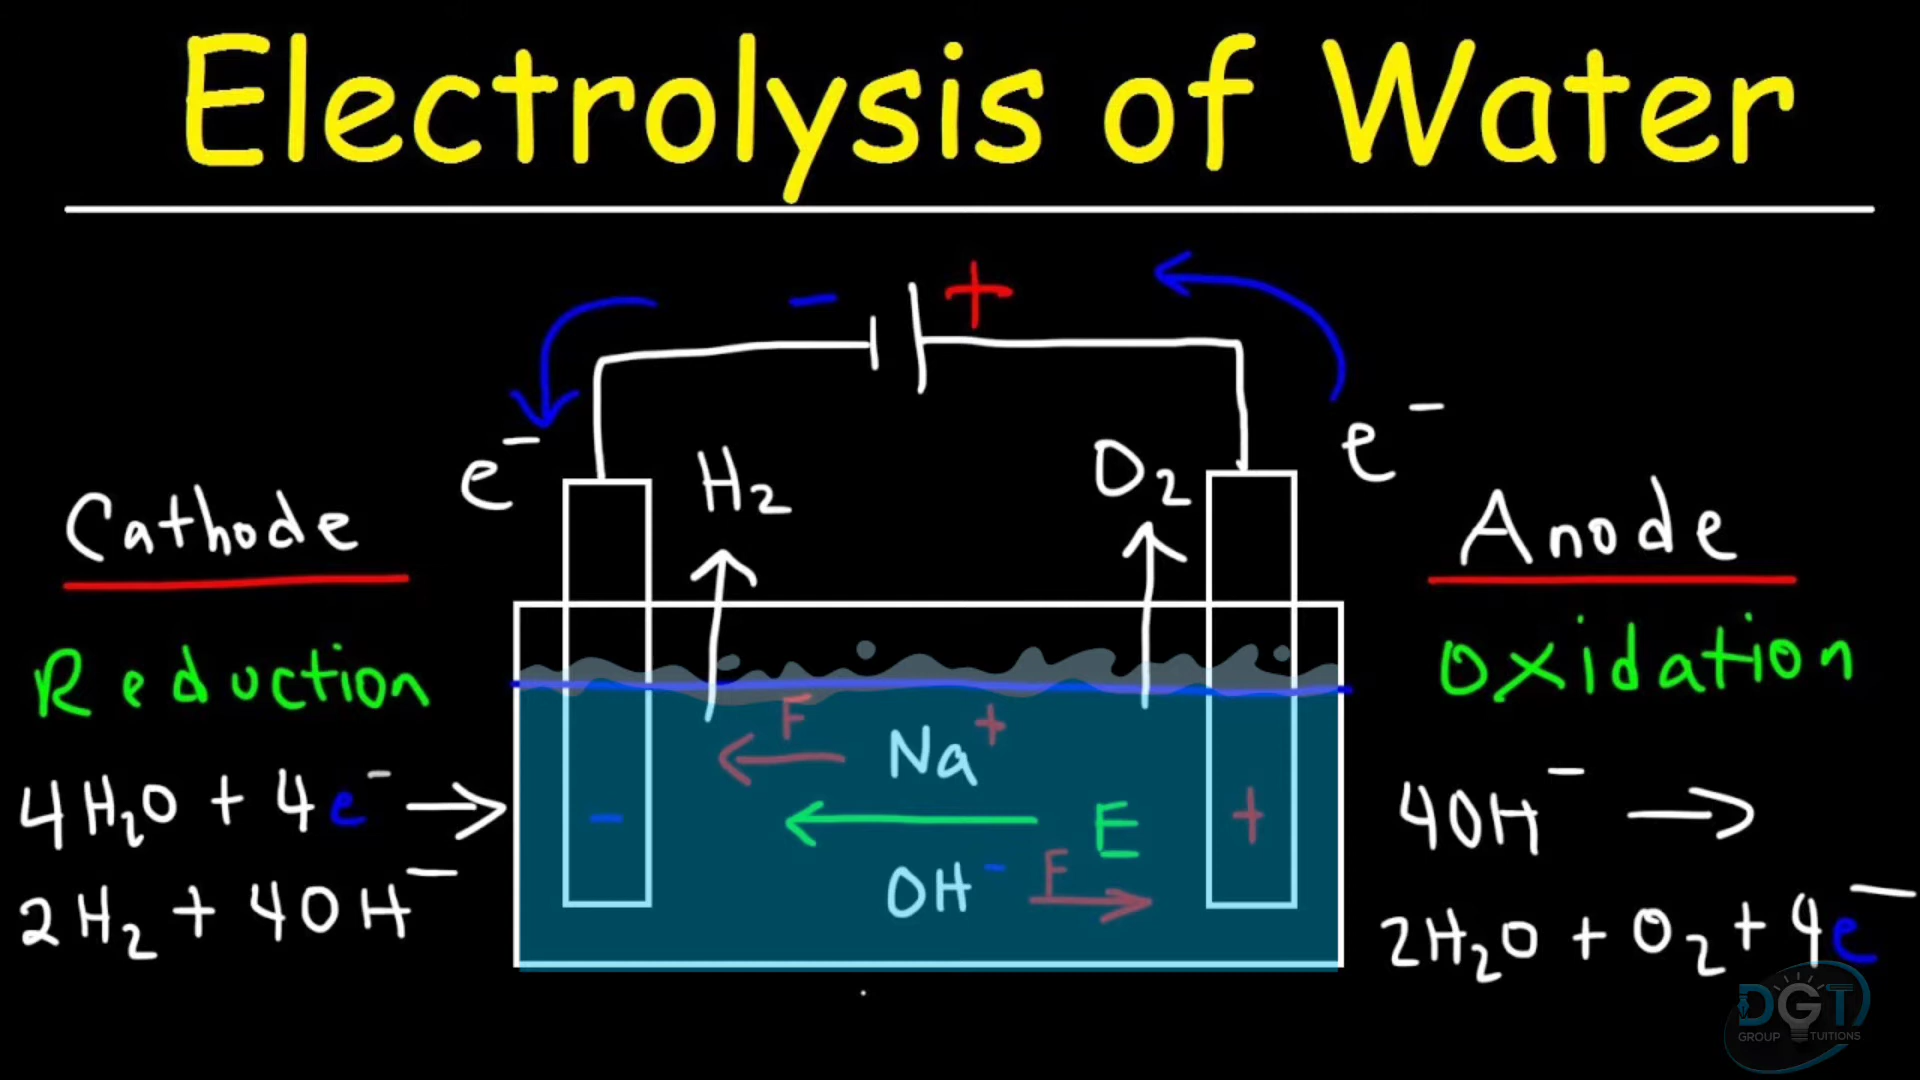 Electrolysis of Water
- +
e⁻ H₂ O₂ e⁻
Cathode
Anode
Reduction
Oxidation
F Na⁺
4H₂O + 4e⁻ →
- ← E +
4OH⁻ →
OH⁻ F
2H₂ + 4OH⁻
2H₂O + O₂ + 4e⁻
DGT
GROUP TUITIONS